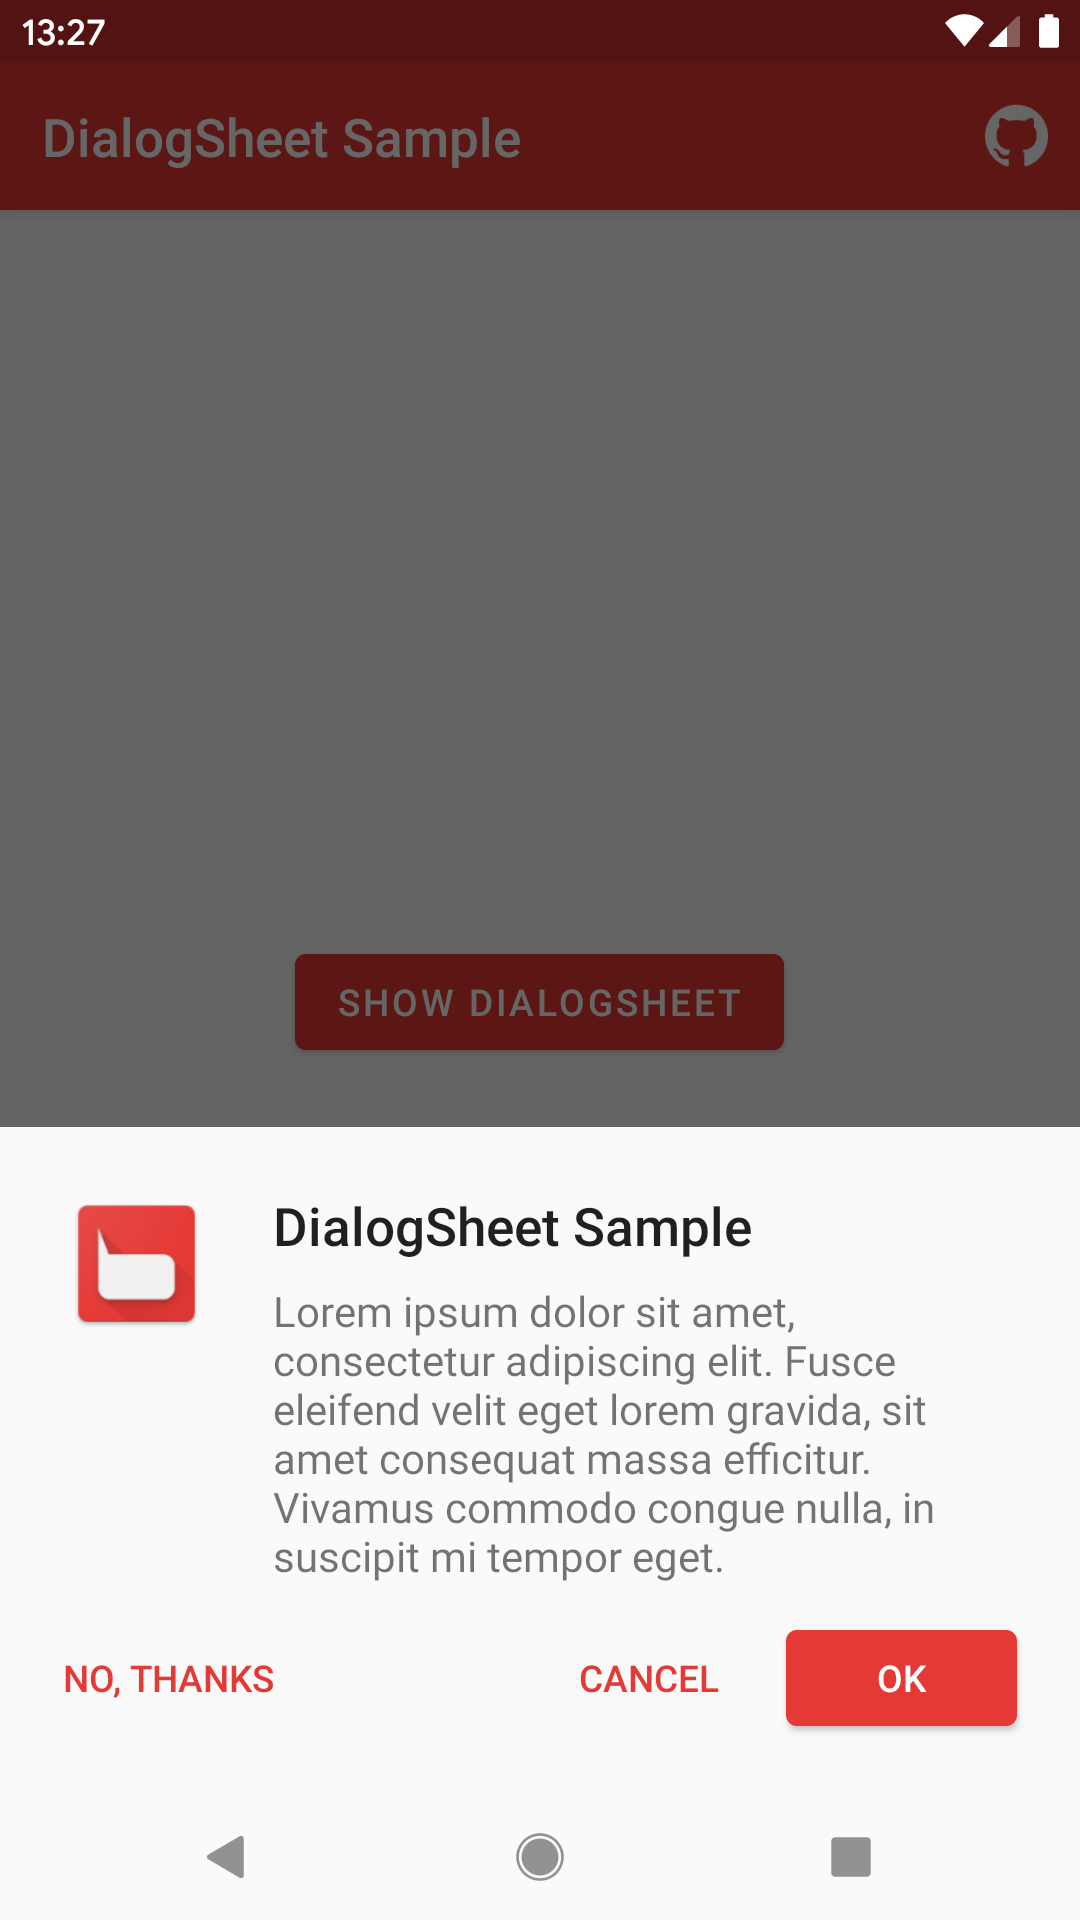 13:27
DialogSheet Sample
SHOW DIALOGSHEET
DialogSheet Sample
Lorem ipsum dolor sit amet,
consectetur adipiscing elit. Fusce
eleifend velit eget lorem gravida, sit
amet consequat massa efficitur.
Vivamus commodo congue nulla, in
suscipit mi tempor eget.
NO, THANKS CANCEL OK